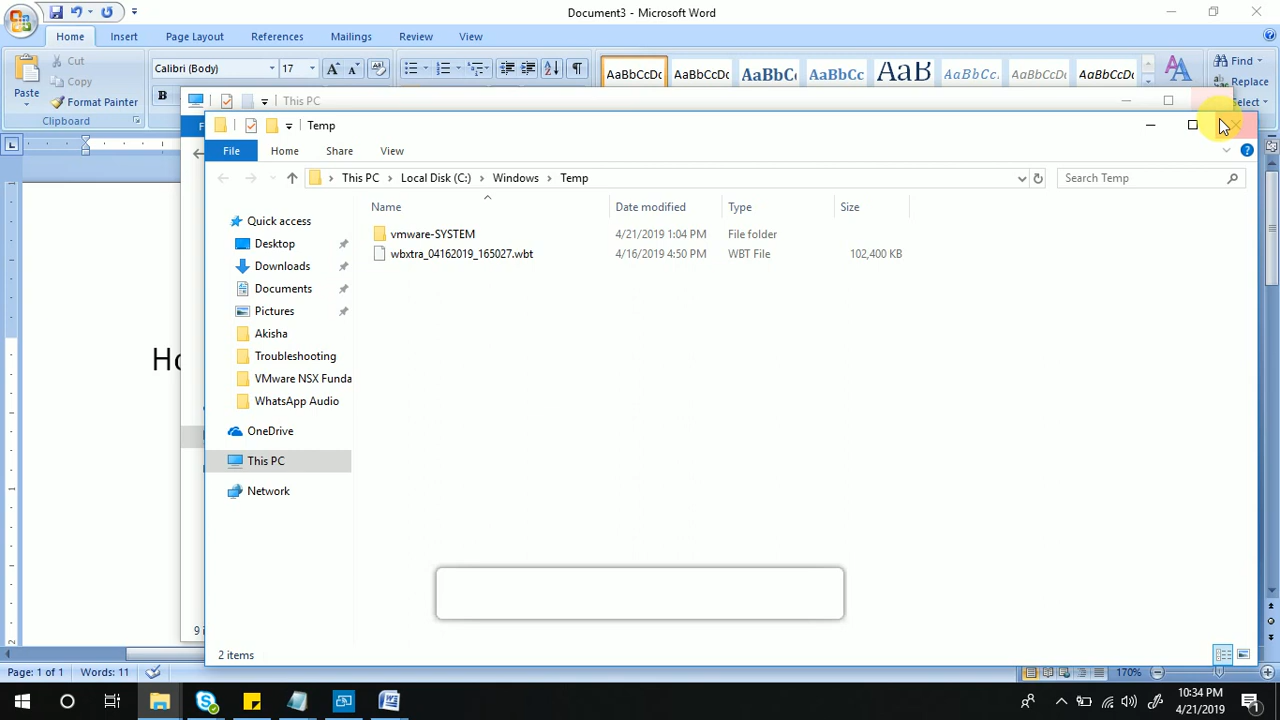 Document3 - Microsoft Word
Home Insert Page Layout References Mailings Review View
Paste
Cut
Copy
Format Painter
Clipboard
Calibri (Body) 17
B
AaBbCcDc AaBbCcDc AaBbC AaBbCc AaB AaBbCc. AaBbCcDc AaBbCcDc
Find
Replace
Select
This PC
Temp
File Home Share View
This PC Local Disk (C:) Windows Temp
Search Temp
Name Date modified Type Size
vmware-SYSTEM 4/21/2019 1:04 PM File folder
wbxtra_04162019_165027.wbt 4/16/2019 4:50 PM WBT File 102,400 KB
Quick access
Desktop
Downloads
Documents
Pictures
Akisha
Troubleshooting
VMware NSX Funda
WhatsApp Audio
OneDrive
This PC
Network
Ho
9 i
2 items
Page: 1 of 1 Words: 11
170%
10:34 PM
4/21/2019
1